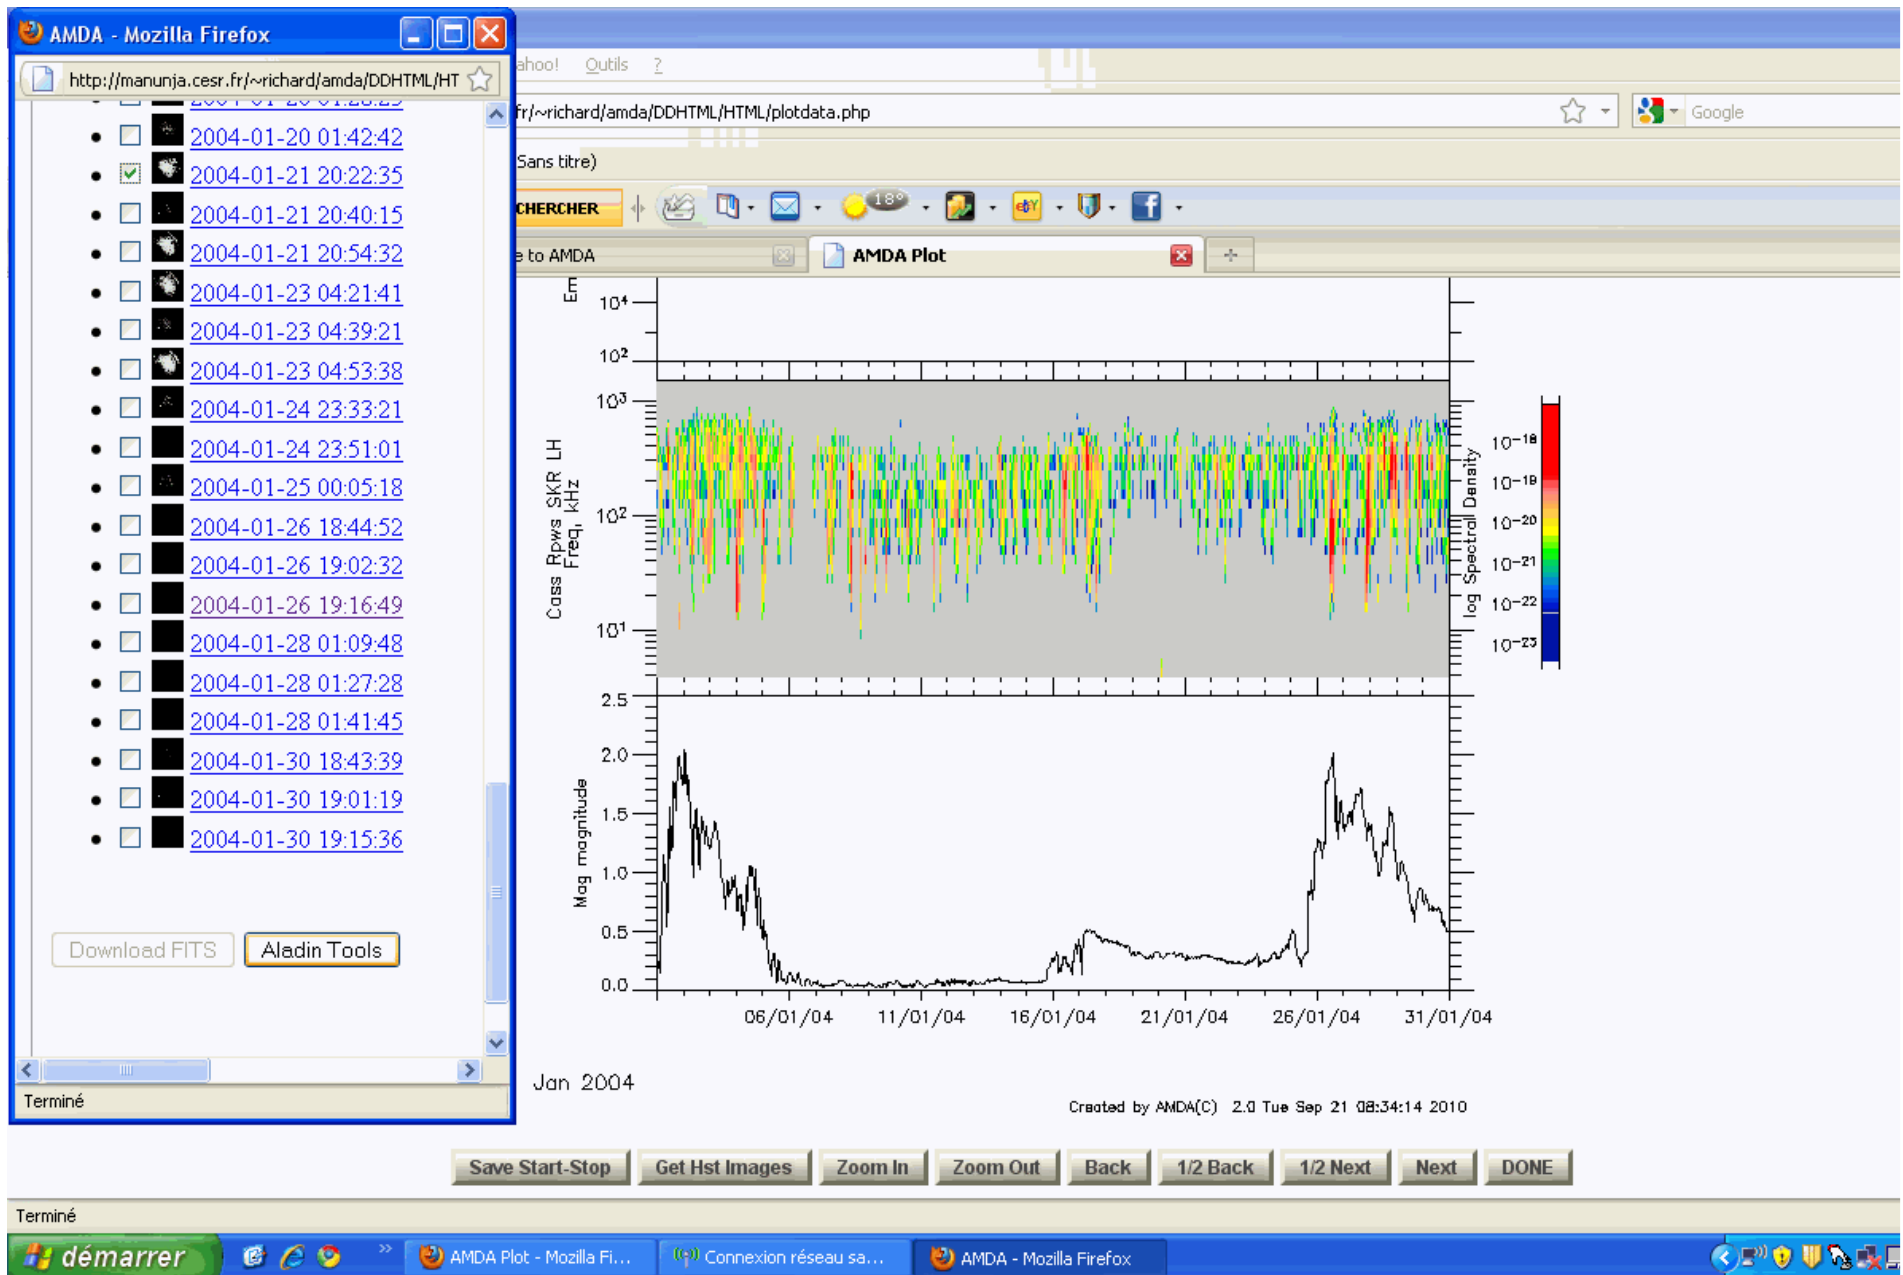 AMDA - Mozilla Firefox
http://manunja.cesr.fr/~richard/amda/DDHTML/HT
2004-01-20 01:28:25
2004-01-20 01:42:42
2004-01-21 20:22:35
2004-01-21 20:40:15
2004-01-21 20:54:32
2004-01-23 04:21:41
2004-01-23 04:39:21
2004-01-23 04:53:38
2004-01-24 23:33:21
2004-01-24 23:51:01
2004-01-25 00:05:18
2004-01-26 18:44:52
2004-01-26 19:02:32
2004-01-26 19:16:49
2004-01-28 01:09:48
2004-01-28 01:27:28
2004-01-28 01:41:45
2004-01-30 18:43:39
2004-01-30 19:01:19
2004-01-30 19:15:36
Download FITS Aladin Tools
Terminé
ahoo! Outils ?
fr/~richard/amda/DDHTML/HTML/plotdata.php
Google
Sans titre)
CHERCHER
18°
ebY
e to AMDA
AMDA Plot
Em
10⁴
10²
10³
10²
10¹
Cass Rpws SKR LH
Freq, kHz
log Spectrall Density
10⁻¹⁸
10⁻¹⁹
10⁻²⁰
10⁻²¹
10⁻²²
10⁻²³
Mag magnitude
2.5
2.0
1.5
1.0
0.5
0.0
06/01/04 11/01/04 16/01/04 21/01/04 26/01/04 31/01/04
Jan 2004
Created by AMDA(C) 2.0 Tue Sep 21 08:34:14 2010
Save Start-Stop Get Hst Images Zoom In Zoom Out Back 1/2 Back 1/2 Next Next DONE
Terminé
démarrer
AMDA Plot - Mozilla Fi...
Connexion réseau sa...
AMDA - Mozilla Firefox